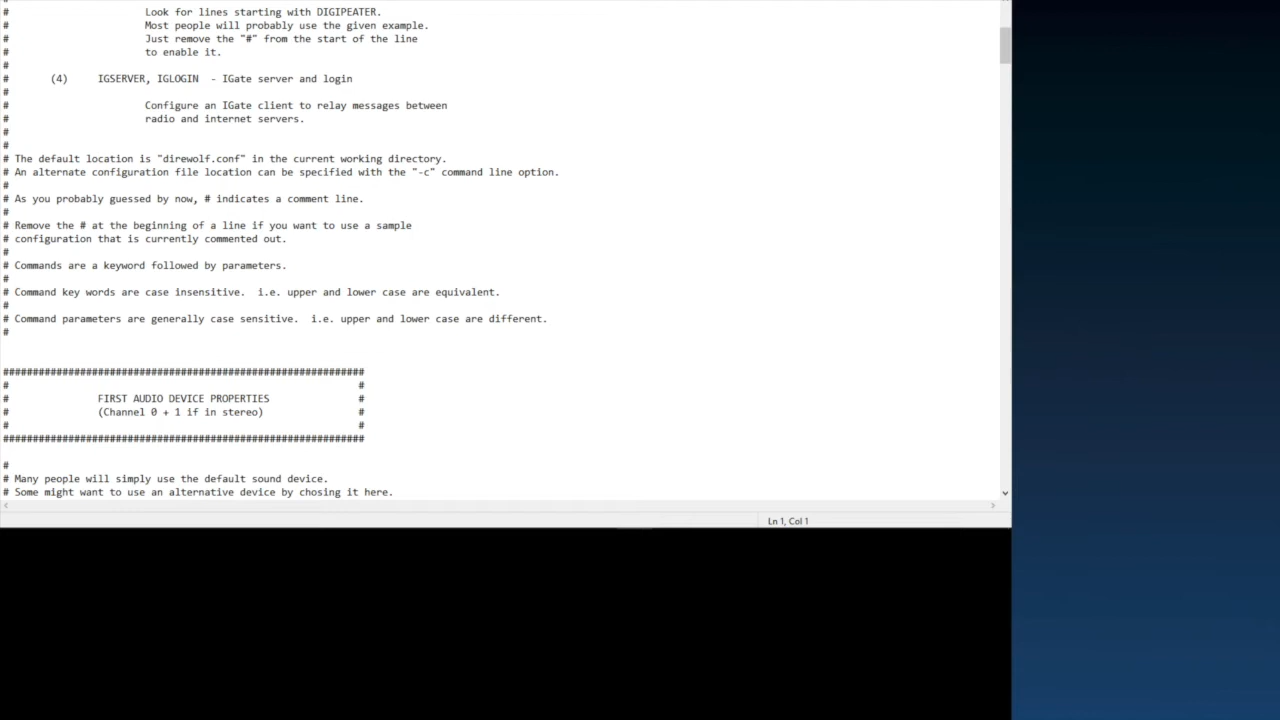 #                       Look for lines starting with DIGIPEATER.
#                       Most people will probably use the given example.
#                       Just remove the "#" from the start of the line
#                       to enable it.
#
#       (4)     IGSERVER, IGLOGIN  - IGate server and login
#
#                       Configure an IGate client to relay messages between
#                       radio and internet servers.
#
#
# The default location is "direwolf.conf" in the current working directory.
# An alternate configuration file location can be specified with the "-c" command line option.
#
# As you probably guessed by now, # indicates a comment line.
#
# Remove the # at the beginning of a line if you want to use a sample
# configuration that is currently commented out.
#
# Commands are a keyword followed by parameters.
#
# Command key words are case insensitive.  i.e. upper and lower case are equivalent.
#
# Command parameters are generally case sensitive.  i.e. upper and lower case are different.
#
#############################################################
#                                                           #
#               FIRST AUDIO DEVICE PROPERTIES               #
#               (Channel 0 + 1 if in stereo)                #
#                                                           #
#############################################################
#
# Many people will simply use the default sound device.
# Some might want to use an alternative device by chosing it here.
Ln 1, Col 1